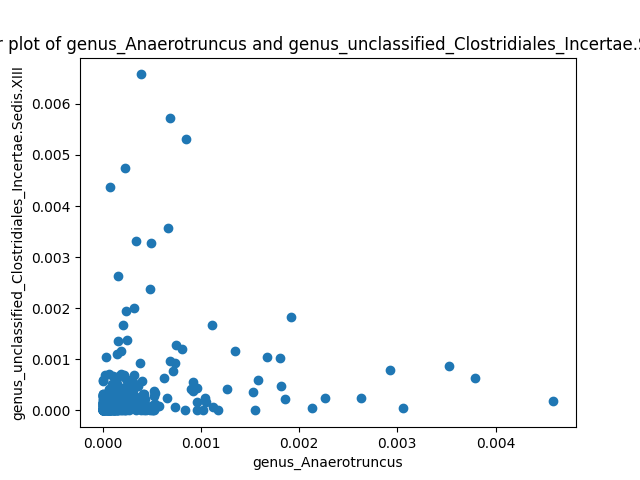 r plot of genus_Anaerotruncus and genus_unclassified_Clostridiales_Incertae.S
genus_unclassified_Clostridiales_Incertae.Sedis.XIII
0.006
0.005
0.004
0.003
0.002
0.001
0.000
0.000 0.001 0.002 0.003 0.004
genus_Anaerotruncus